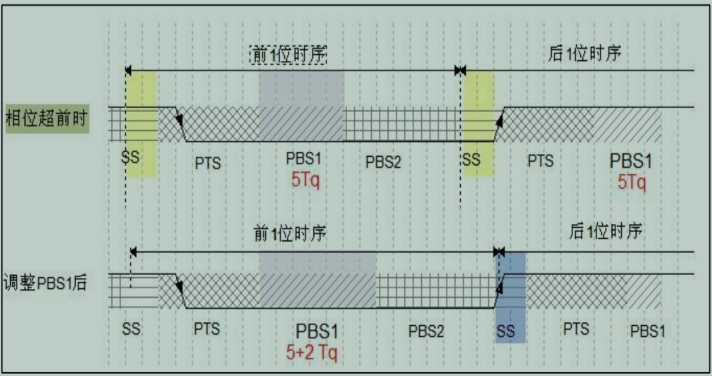 前1位时序 后1位时序
相位超前时
SS PTS PBS1 PBS2 SS PTS PBS1
5Tq 5Tq
前1位时序 后1位时序
调整PBS1后
SS PTS PBS1 PBS2 SS PTS PBS1
5+2 Tq